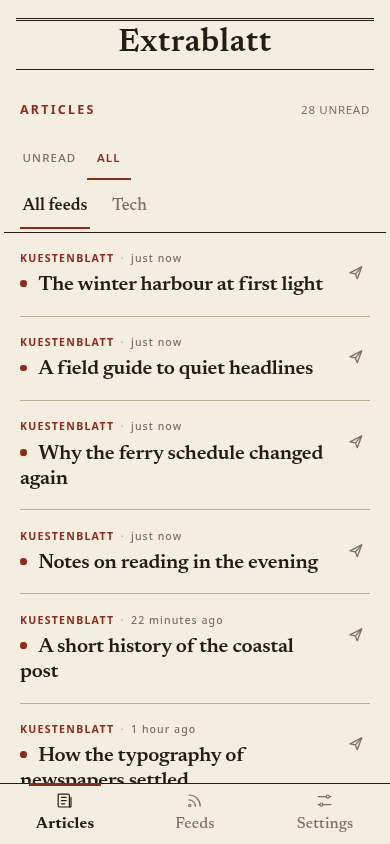 Extrablatt
ARTICLES
28 UNREAD
UNREAD ALL
All feeds Tech
KUESTENBLATT · just now
The winter harbour at first light
KUESTENBLATT · just now
A field guide to quiet headlines
KUESTENBLATT · just now
Why the ferry schedule changed
again
KUESTENBLATT · just now
Notes on reading in the evening
KUESTENBLATT · 22 minutes ago
A short history of the coastal
post
KUESTENBLATT · 1 hour ago
How the typography of
newspapers settled
Articles Feeds Settings